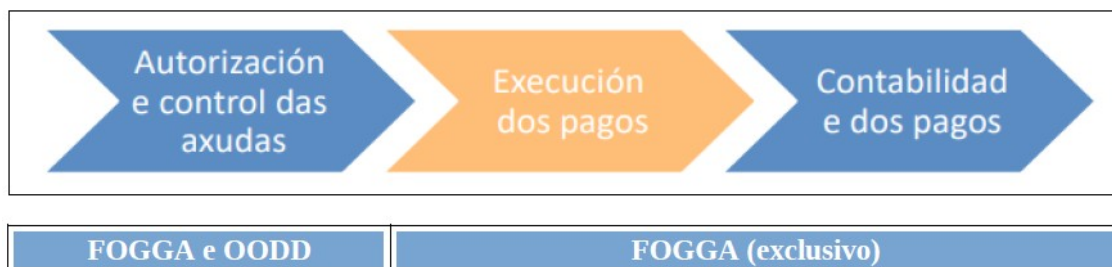 Autorización
e control das
axudas
Execución
dos pagos
Contabilidad
e dos pagos
FOGGA e OODD
FOGGA (exclusivo)